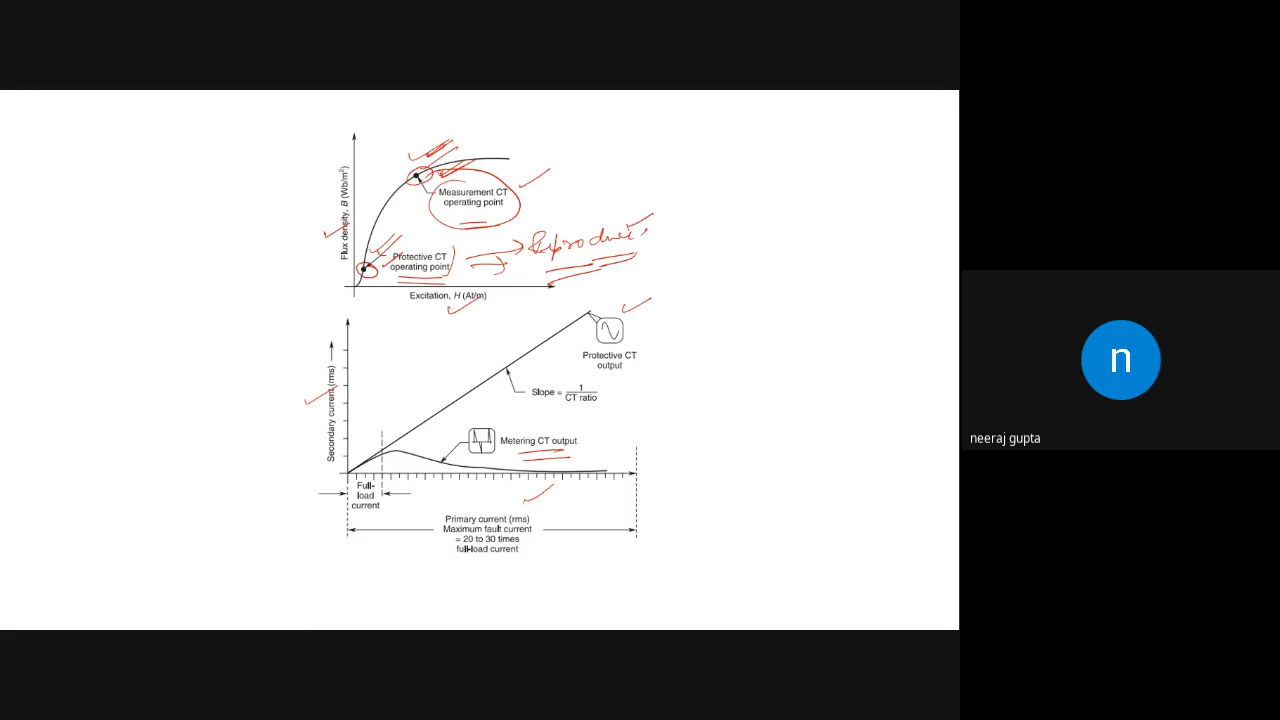 Flux density, B (Wb/m²)
Measurement CT
operating point
Protective CT
operating point
Excitation, H (At/m)
Secondary current (rms)
Protective CT
output
Slope = 1
CT ratio
Metering CT output
Full-
load
current
Primary current (rms)
Maximum fault current
= 20 to 30 times
full-load current
n
neeraj gupta